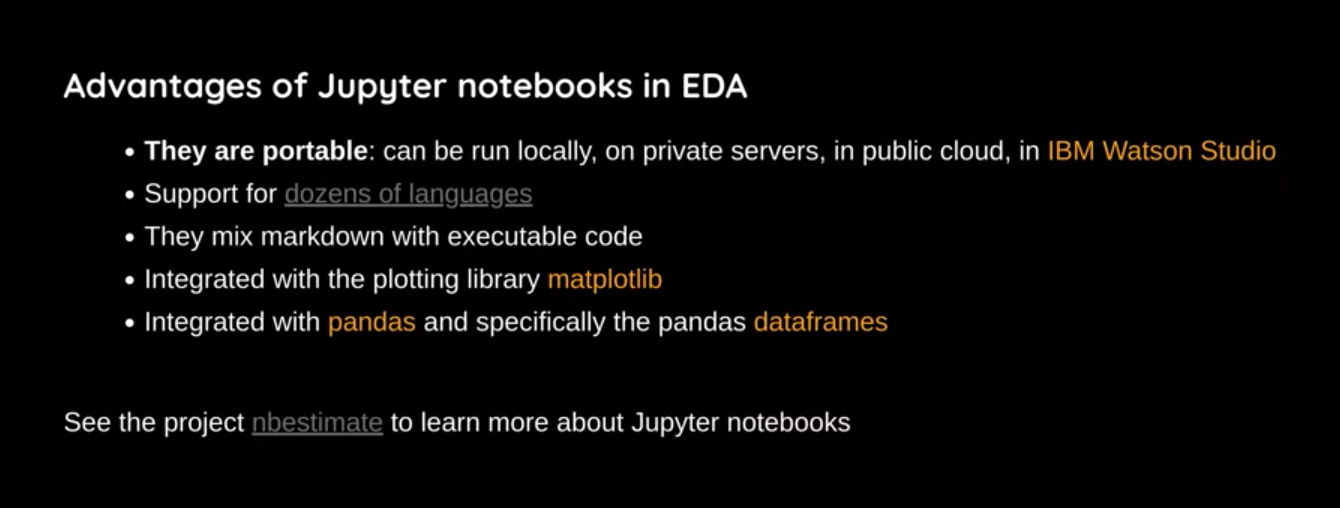 Advantages of Jupyter notebooks in EDA
• They are portable: can be run locally, on private servers, in public cloud, in IBM Watson Studio
• Support for dozens of languages
• They mix markdown with executable code
• Integrated with the plotting library matplotlib
• Integrated with pandas and specifically the pandas dataframes
See the project nbestimate to learn more about Jupyter notebooks